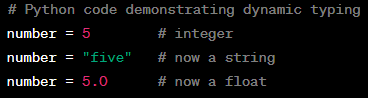 # Python code demonstrating dynamic typing
number = 5        # integer
number = "five"   # now a string
number = 5.0      # now a float